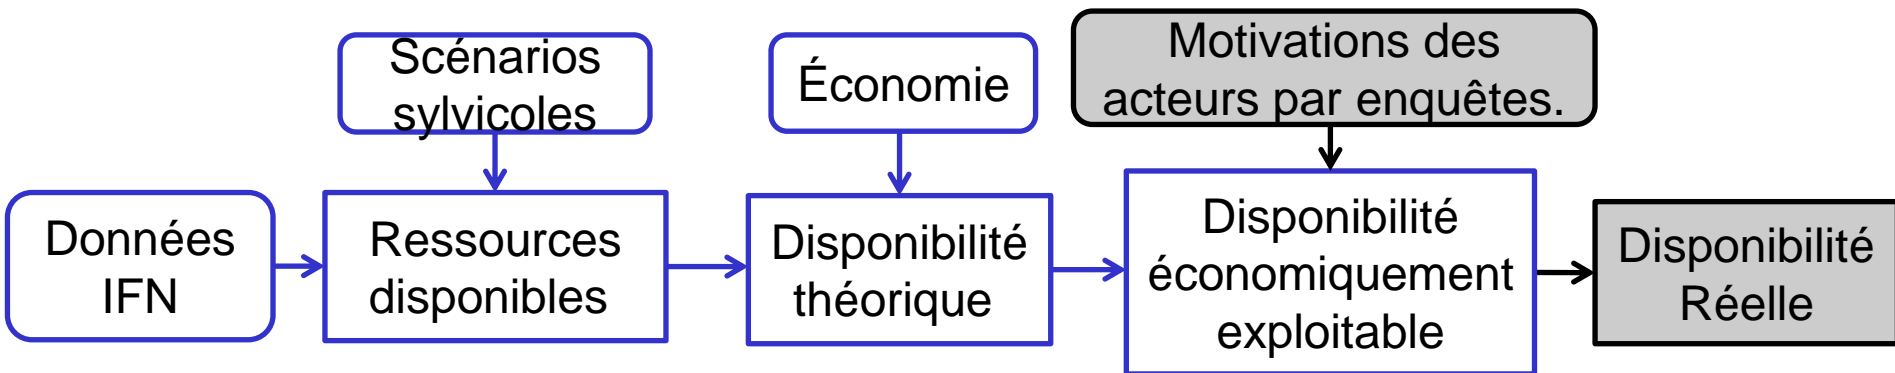 Scénarios
sylvicoles
Économie
Motivations des
acteurs par enquêtes.
Données
IFN
Ressources
disponibles
Disponibilité
théorique
Disponibilité
économiquement
exploitable
Disponibilité
Réelle